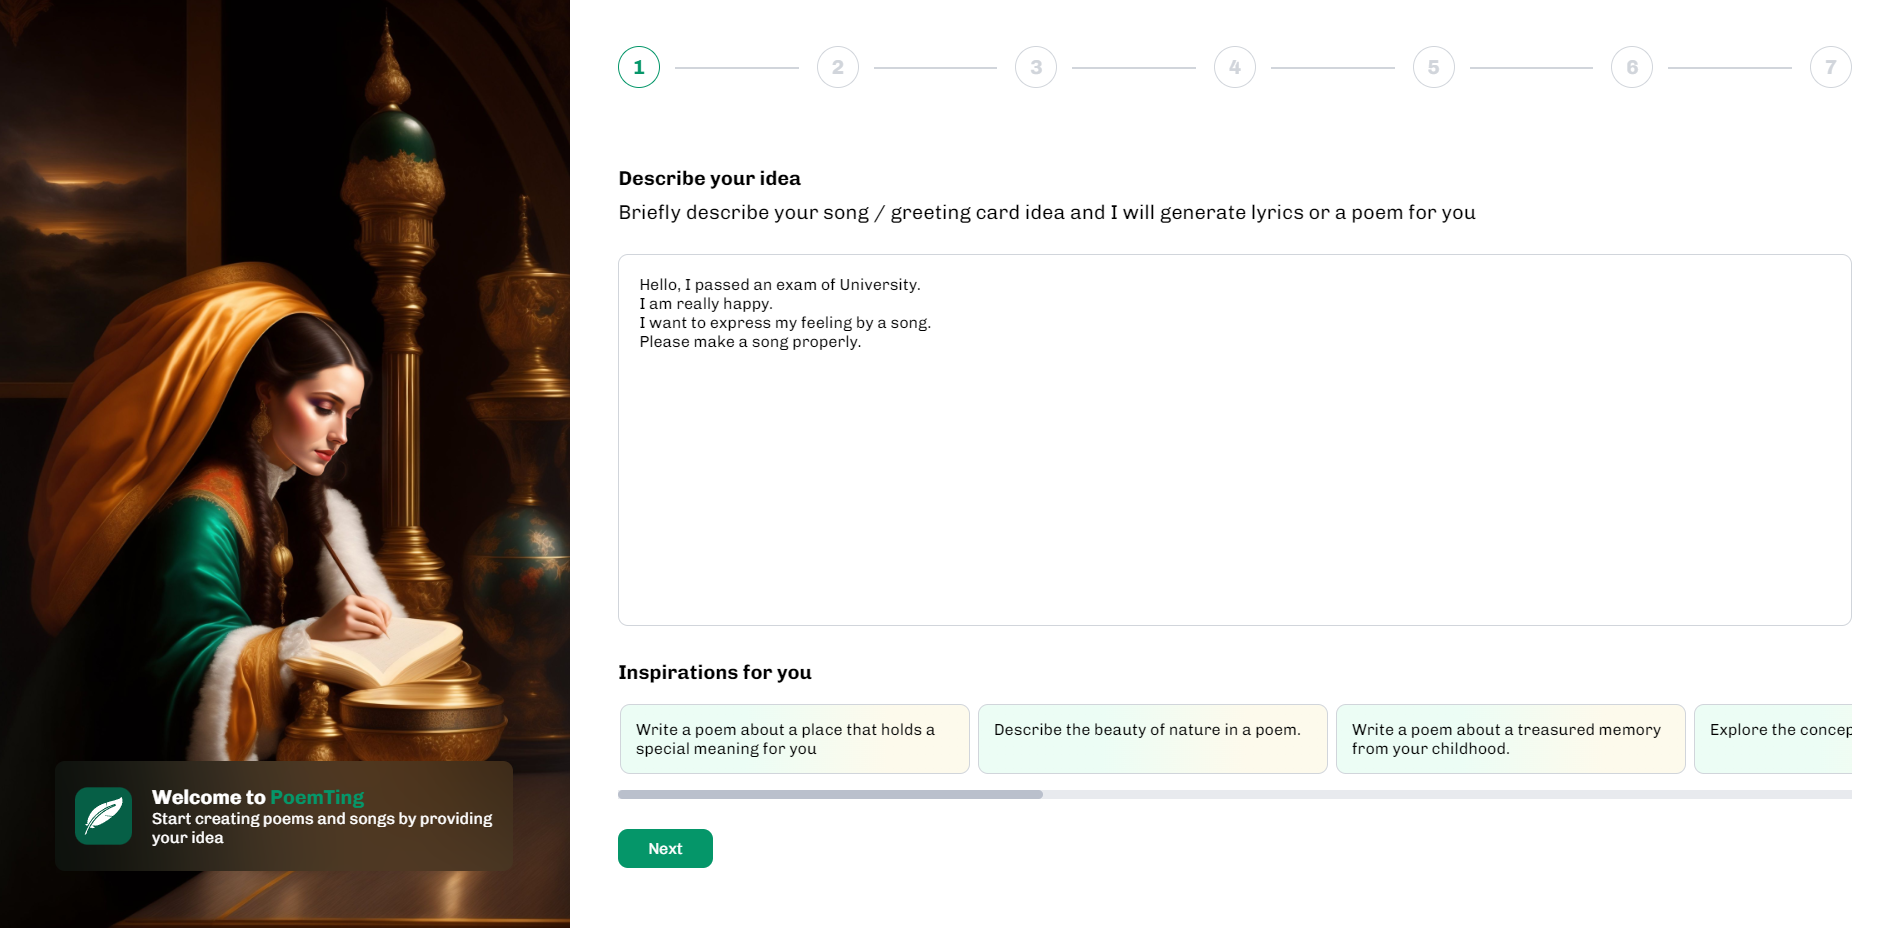 1 2 3 4 5 6 7
Describe your idea
Briefly describe your song / greeting card idea and I will generate lyrics or a poem for you
Hello, I passed an exam of University.
I am really happy.
I want to express my feeling by a song.
Please make a song properly.
Inspirations for you
Write a poem about a place that holds a
special meaning for you
Describe the beauty of nature in a poem.
Write a poem about a treasured memory
from your childhood.
Explore the
Next
Welcome to PoemTing
Start creating poems and songs by providing
your idea